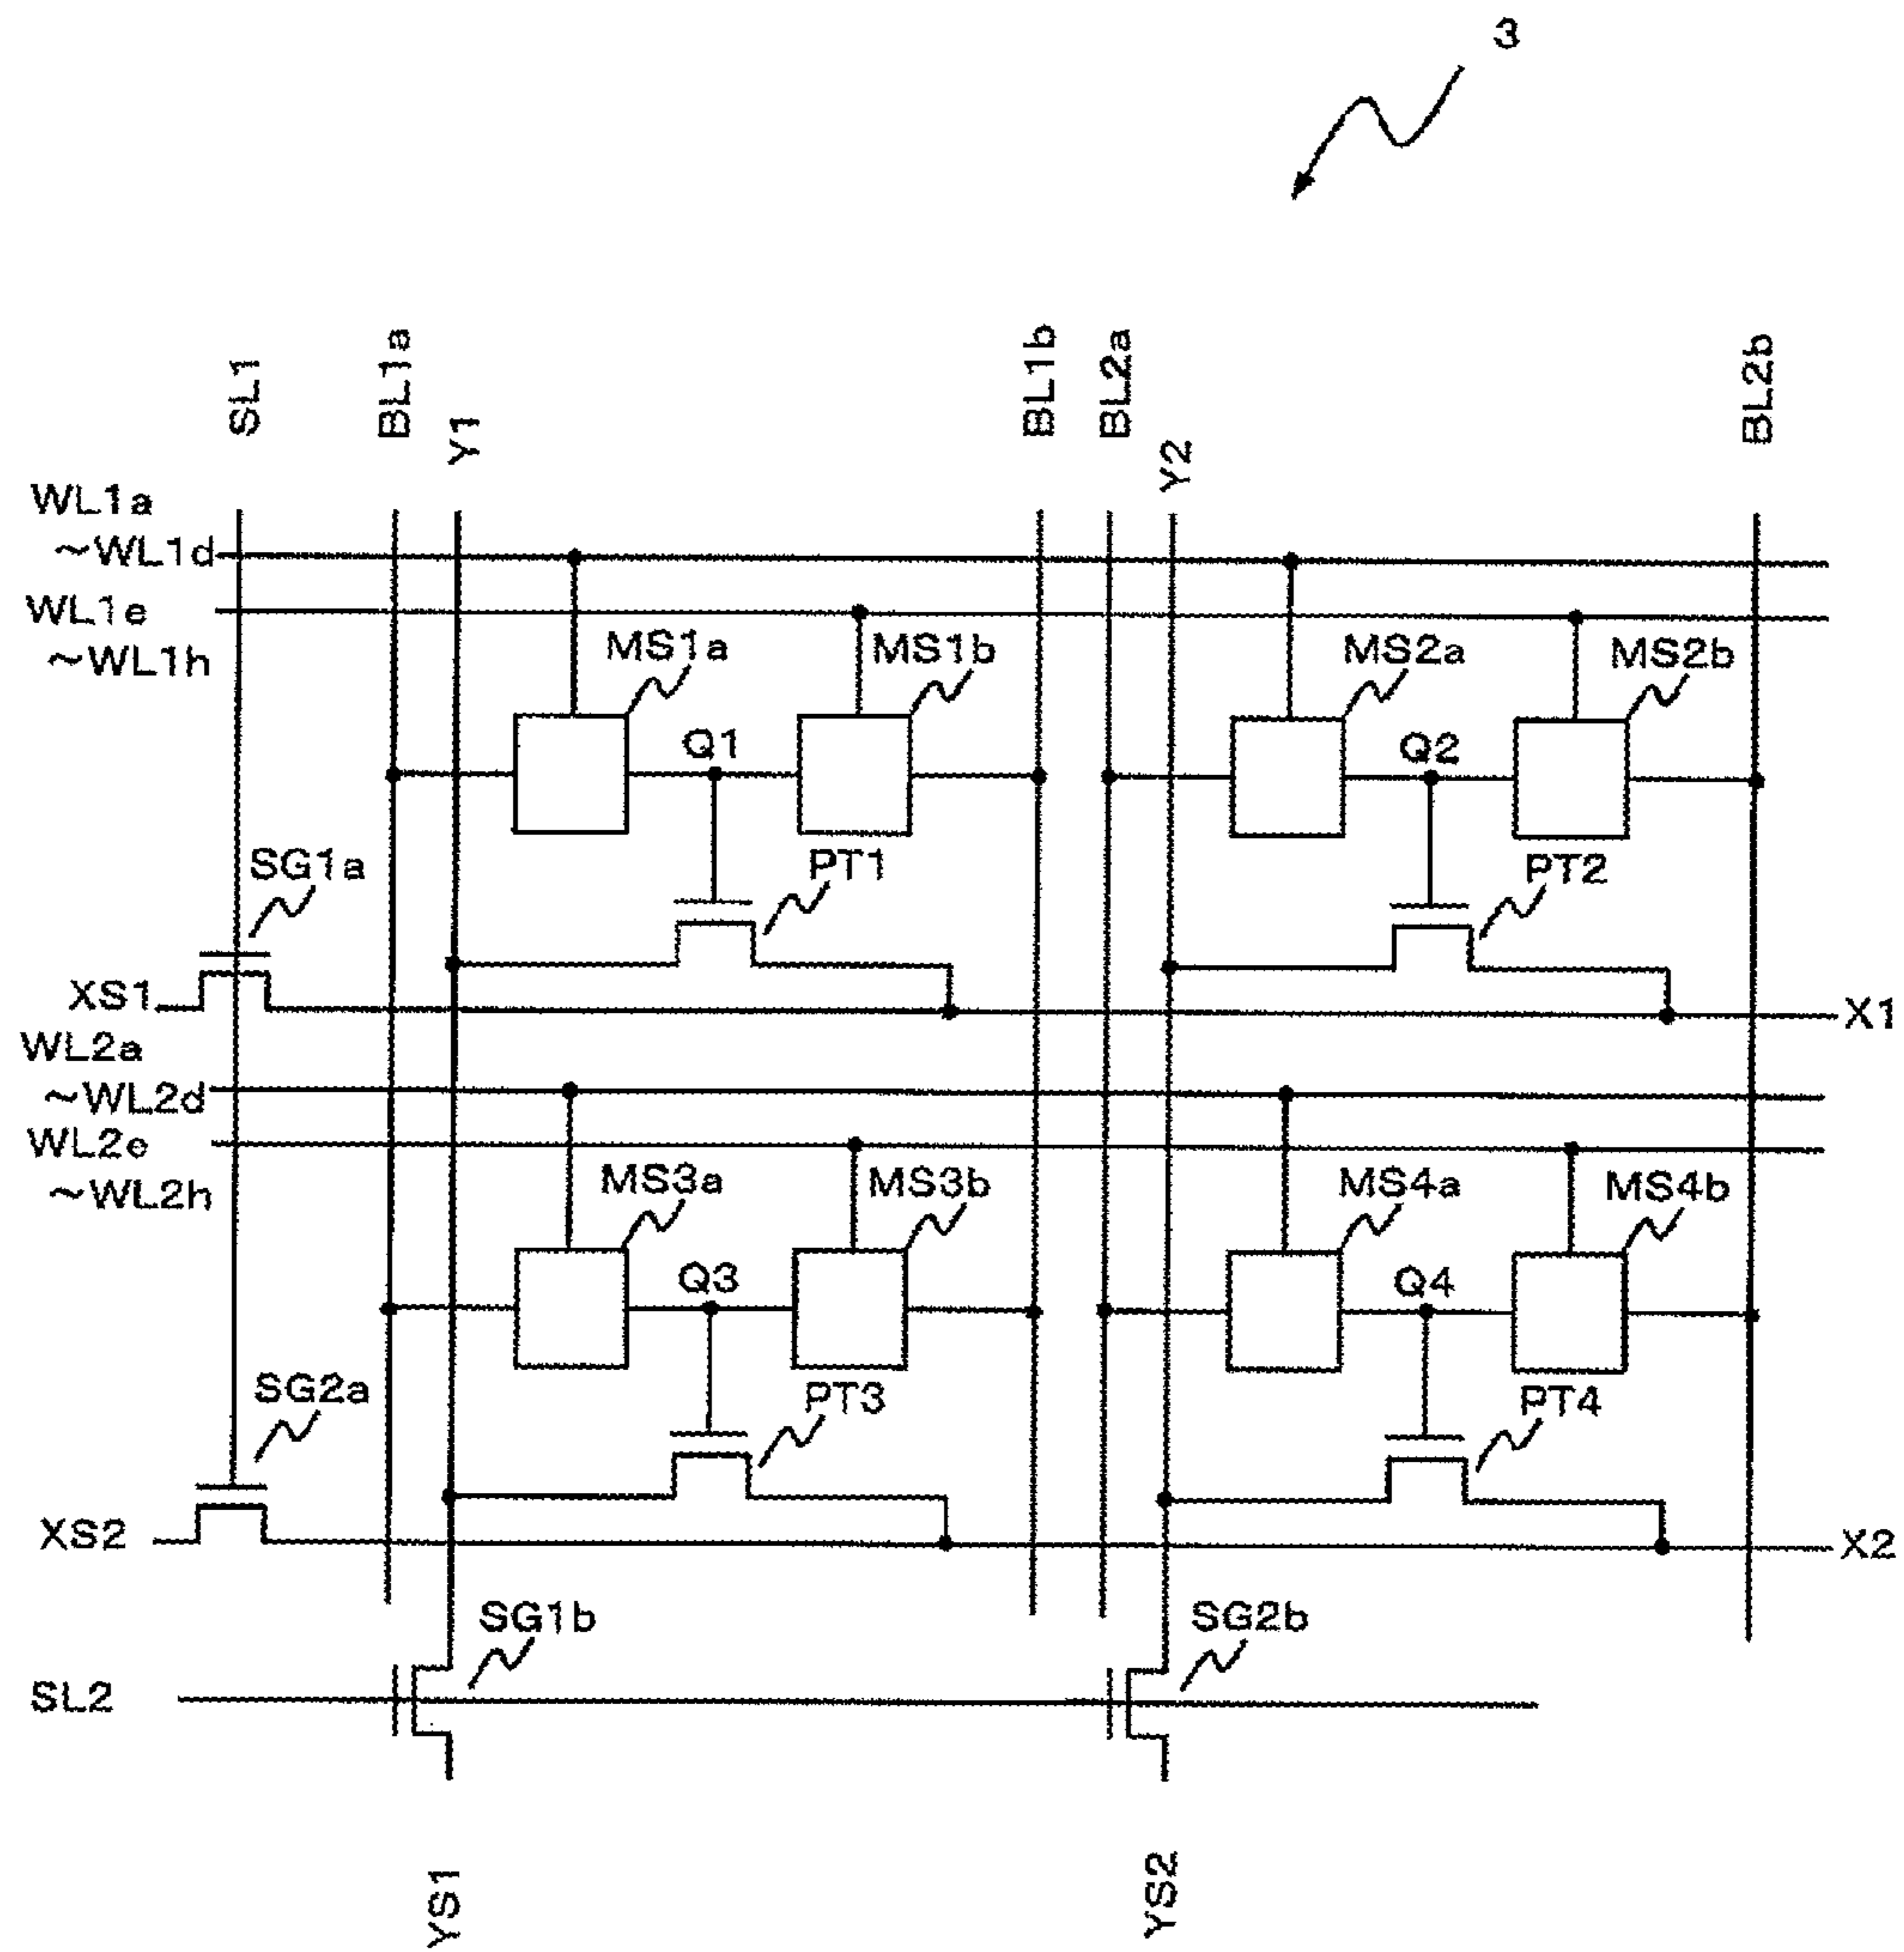 3
SL1
BL1a
Y1
BL1b
BL2a
Y2
BL2b
WL1a
~WL1d
WL1e
~WL1h
MS1a
MS1b
MS2a
MS2b
Q1
Q2
SG1a
PT1
PT2
XS1
X1
WL2a
~WL2d
WL2e
~WL2h
MS3a
MS3b
MS4a
MS4b
Q3
Q4
SG2a
PT3
PT4
XS2
X2
SG1b
SG2b
SL2
YS1
YS2